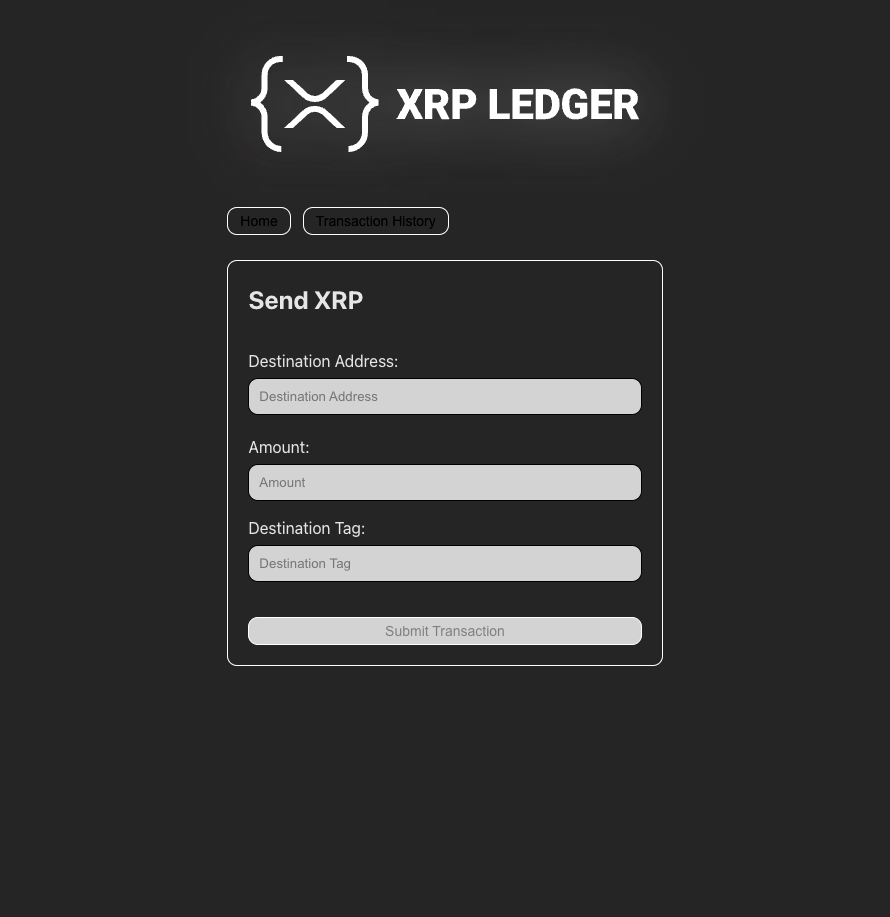 XRP LEDGER
Home Transaction History
Send XRP
Destination Address:
Destination Address
Amount:
Amount
Destination Tag:
Destination Tag
Submit Transaction